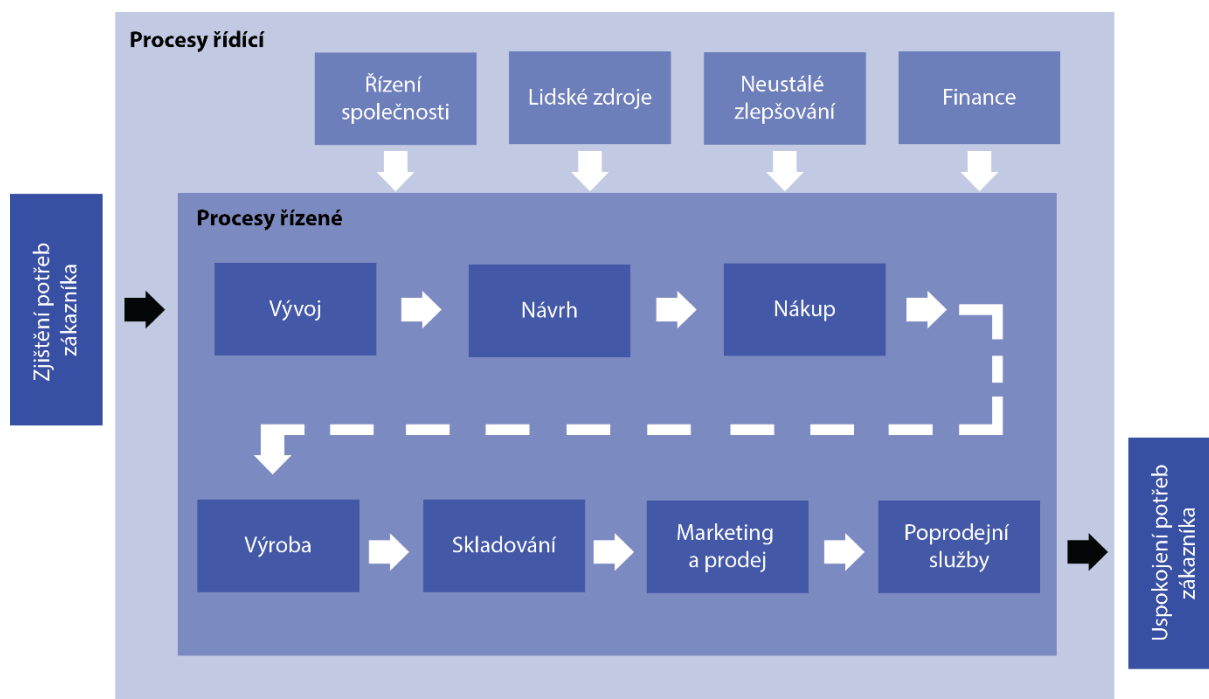 Procesy řídící
Řízení
společnosti
Lidské zdroje
Neustálé
zlepšování
Finance
Zjištění potřeb
zákazníka
Procesy řízené
Vývoj
Návrh
Nákup
Výroba
Skladování
Marketing
a prodej
Poprodejní
služby
Uspokojení potřeb
zákazníka